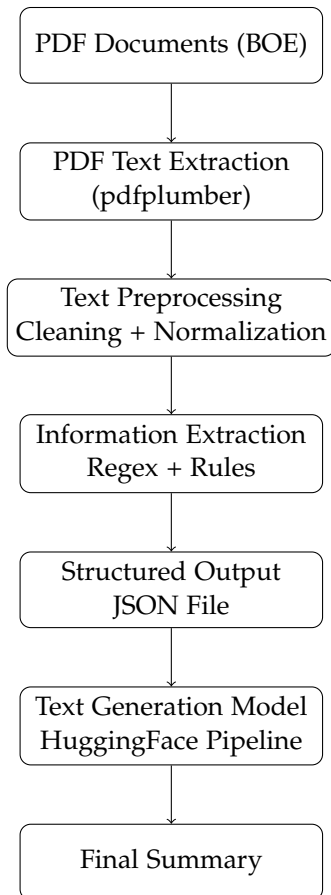 PDF Documents (BOE)
PDF Text Extraction
(pdfplumber)
Text Preprocessing
Cleaning + Normalization
Information Extraction
Regex + Rules
Structured Output
JSON File
Text Generation Model
HuggingFace Pipeline
Final Summary